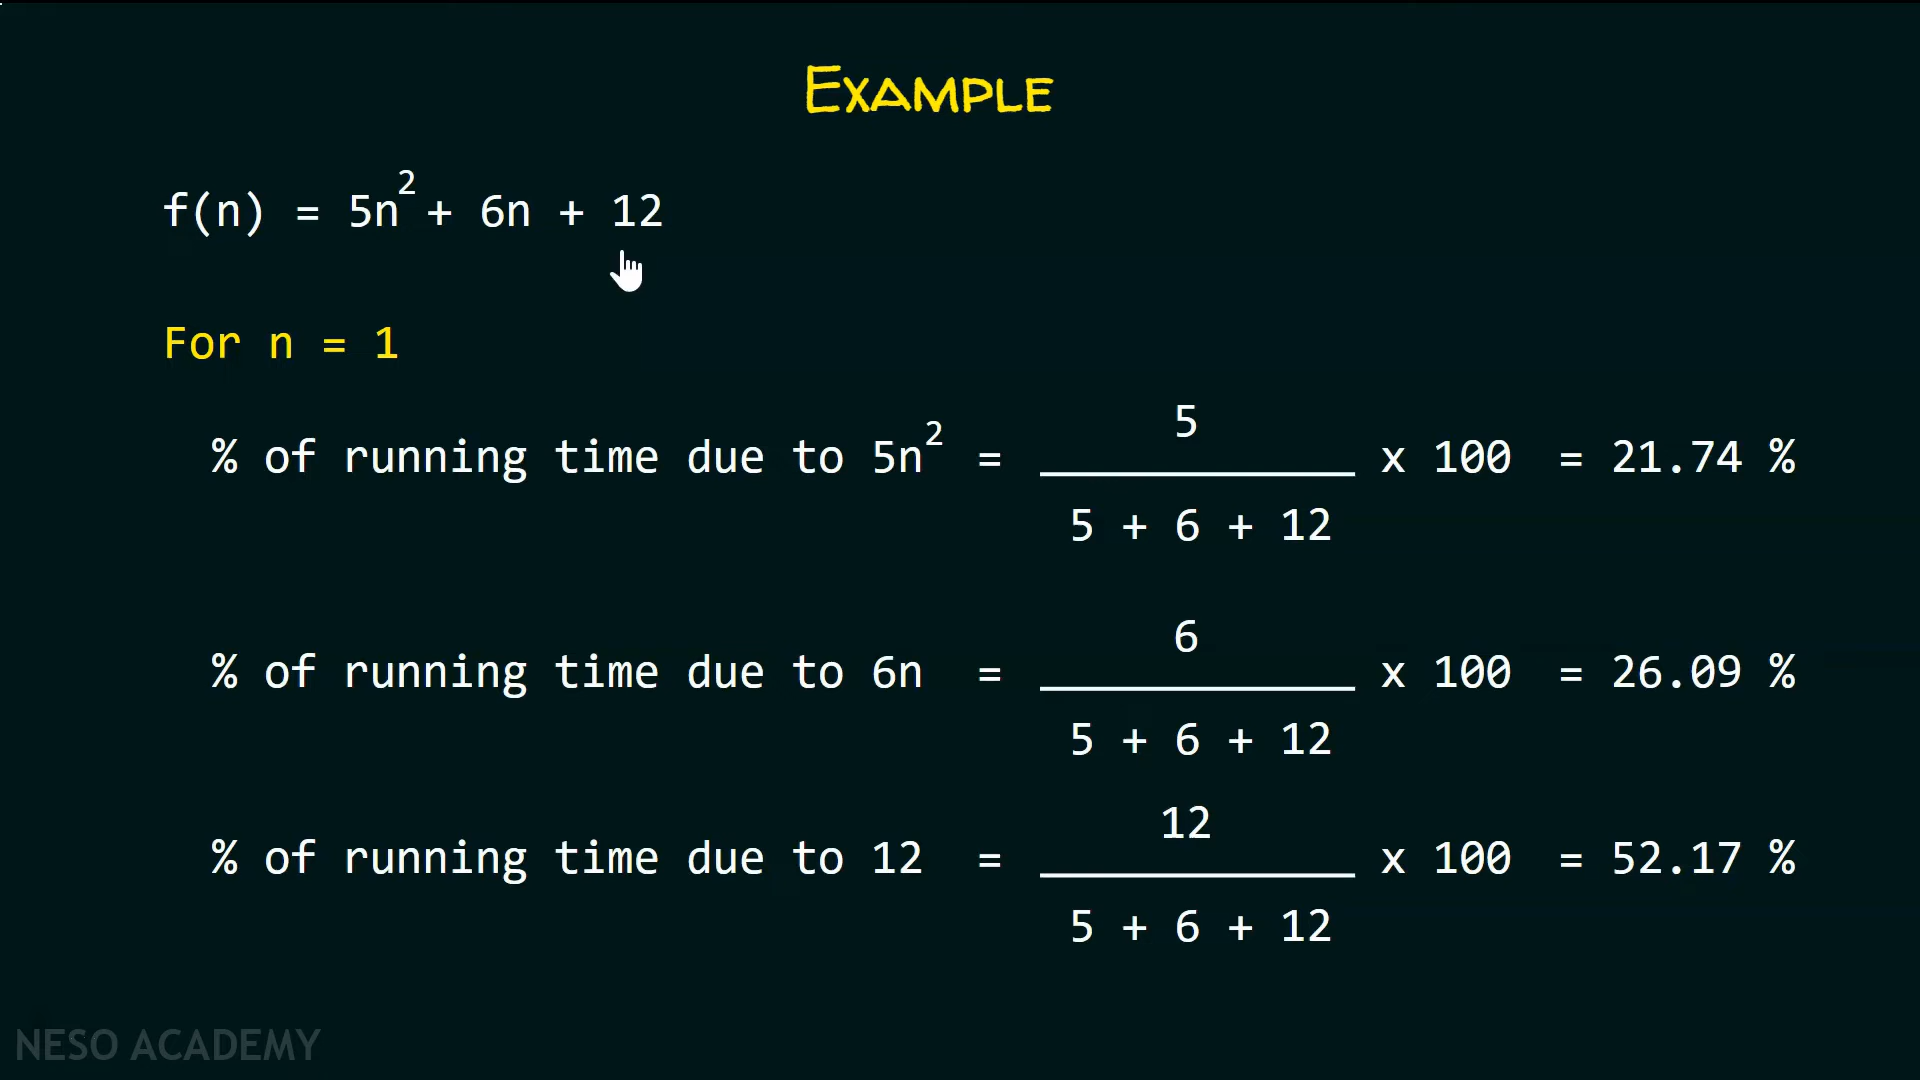 EXAMPLE
f(n) = 5n² + 6n + 12
For n = 1
5
% of running time due to 5n² = ‾‾‾ x 100 = 21.74 %
5 + 6 + 12
6
% of running time due to 6n = ‾‾‾ x 100 = 26.09 %
5 + 6 + 12
12
% of running time due to 12 = ‾‾‾ x 100 = 52.17 %
5 + 6 + 12
NESO ACADEMY